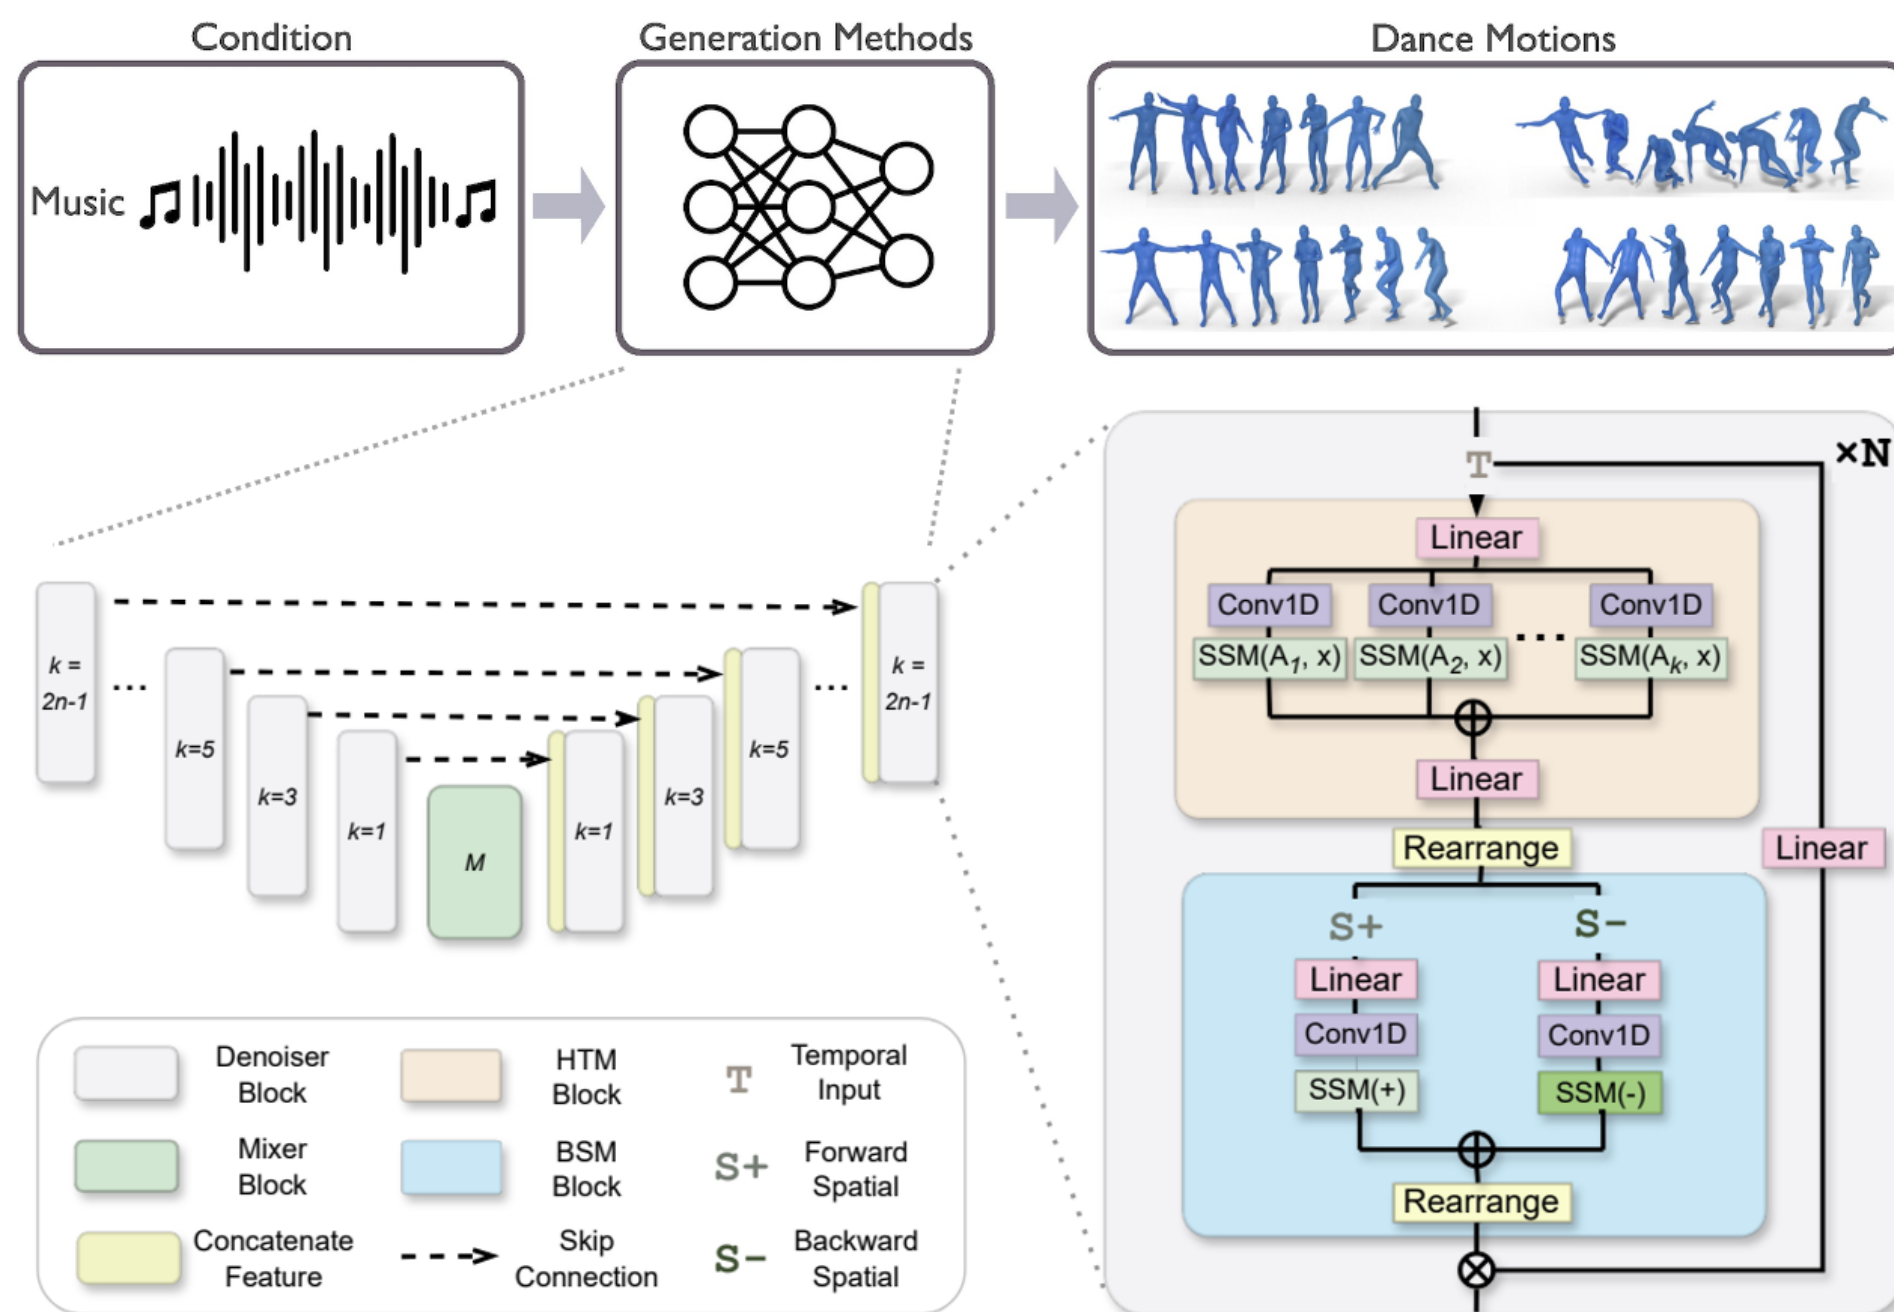 Condition
Generation Methods
Dance Motions
Music
×N
T
Linear
Conv1D
Conv1D
Conv1D
SSM(A1, x)
SSM(A2, x)
...
SSM(Ak, x)
Linear
Rearrange
Linear
S+
S-
Linear
Linear
Conv1D
Conv1D
SSM(+)
SSM(-)
Rearrange
k =
2n-1
...
k=5
k=3
k=1
M
k=1
k=3
k=5
...
k =
2n-1
Denoiser
Block
HTM
Block
T
Temporal
Input
Mixer
Block
BSM
Block
S+
Forward
Spatial
Concatenate
Feature
Skip
Connection
S-
Backward
Spatial